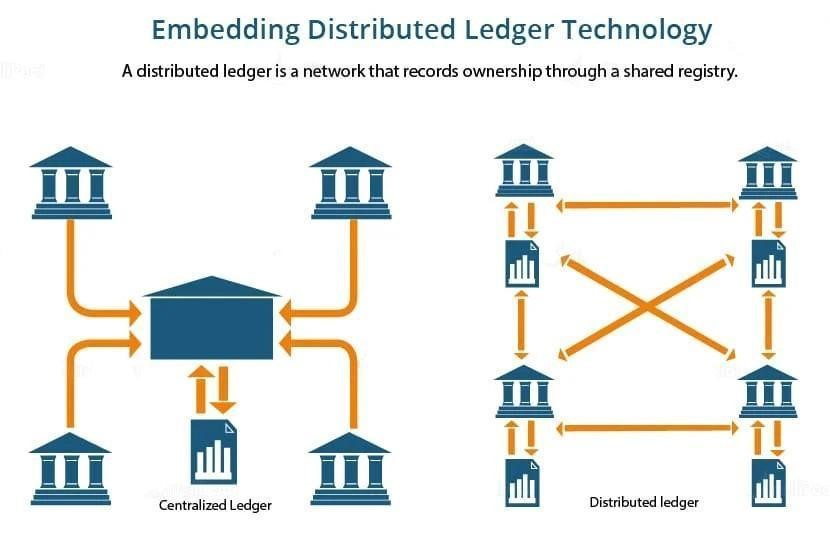 Embedding Distributed Ledger Technology
A distributed ledger is a network that records ownership through a shared registry.
Centralized Ledger
Distributed ledger